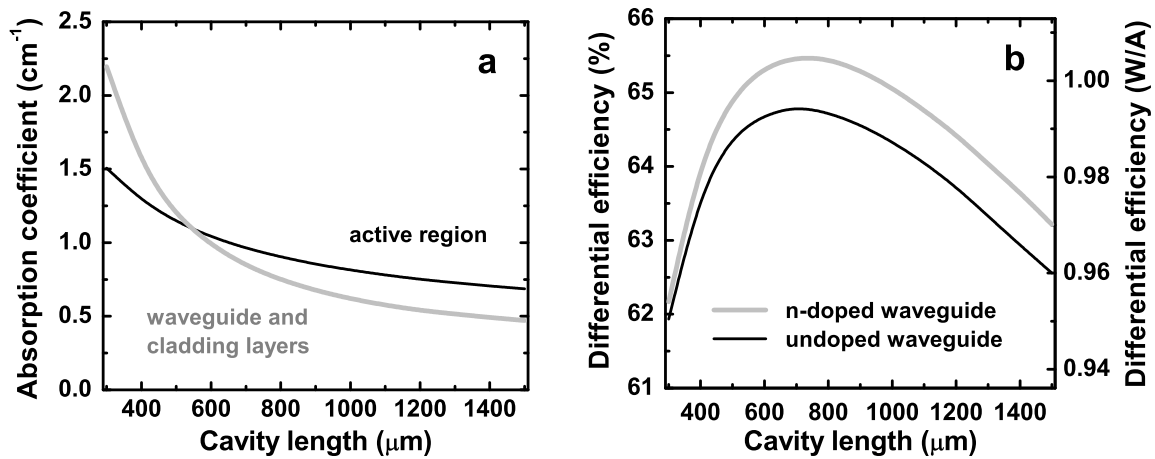 a
Absorption coefficient (cm⁻¹)
2.5
2.0
1.5
1.0
0.5
0.0
active region
waveguide and
cladding layers
400 600 800 1000 1200 1400
Cavity length (μm)
b
Differential efficiency (%)
66
65
64
63
62
61
n-doped waveguide
undoped waveguide
400 600 800 1000 1200 1400
Cavity length (μm)
1.00
0.98
0.96
0.94
Differential efficiency (W/A)